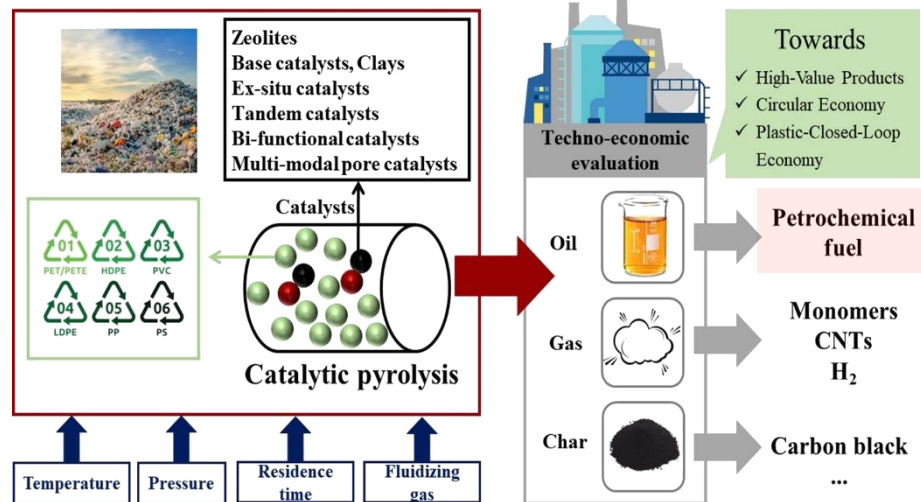 Zeolites
Base catalysts, Clays
Ex-situ catalysts
Tandem catalysts
Bi-functional catalysts
Multi-modal pore catalysts
Catalysts
01
PET/PETE
02
HDPE
03
PVC
04
LDPE
05
PP
06
PS
Catalytic pyrolysis
Temperature
Pressure
Residence
time
Fluidizing
gas
Techno-economic
evaluation
Towards
✓ High-Value Products
✓ Circular Economy
✓ Plastic-Closed-Loop
Economy
Oil
Petrochemical
fuel
Gas
Monomers
CNTs
H₂
Char
Carbon black
...